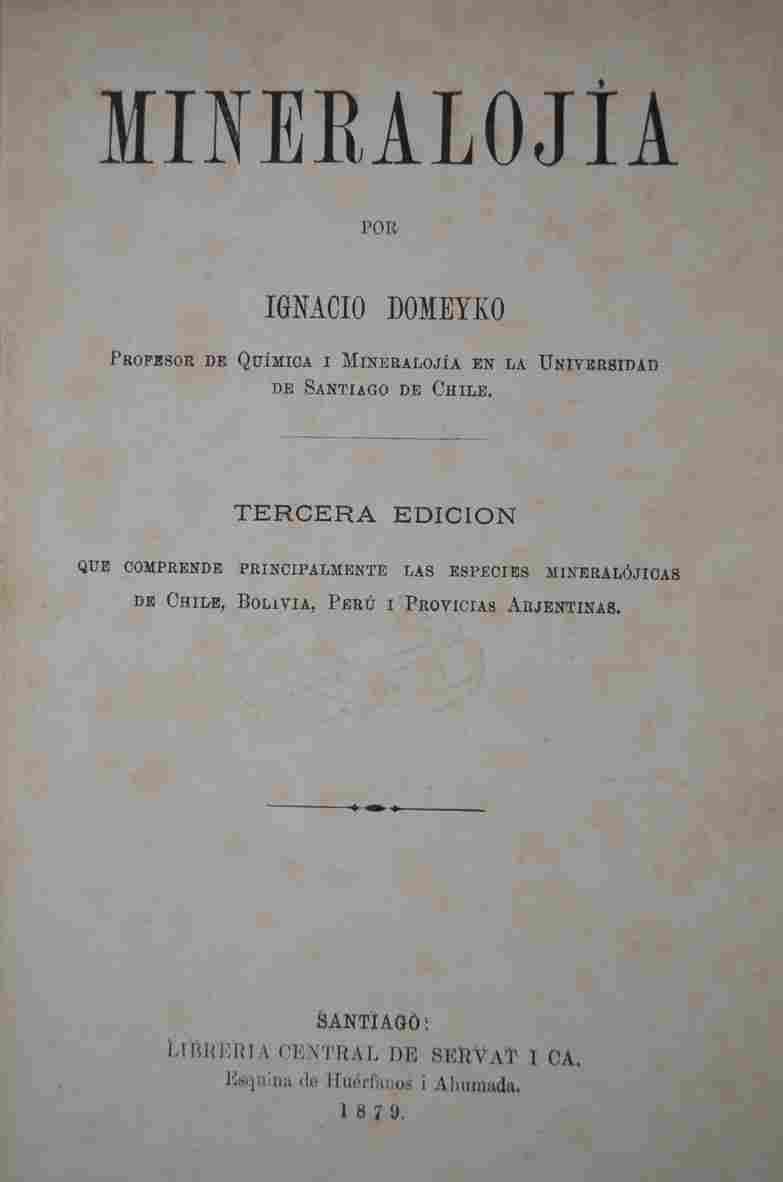 MINERALOJÍA
POR
IGNACIO DOMEYKO
PROFESOR DE QUÍMICA I MINERALOJÍA EN LA UNIVERSIDAD
DE SANTIAGO DE CHILE.
TERCERA EDICION
QUE COMPRENDE PRINCIPALMENTE LAS ESPECIES MINERALÓJICAS
DE CHILE, BOLIVIA, PERÚ I PROVICIAS ARJENTINAS.
SANTIAGO:
LIBRERIA CENTRAL DE SERVAT I CA.
Esquina de Huérfanos i Ahumada.
1879.